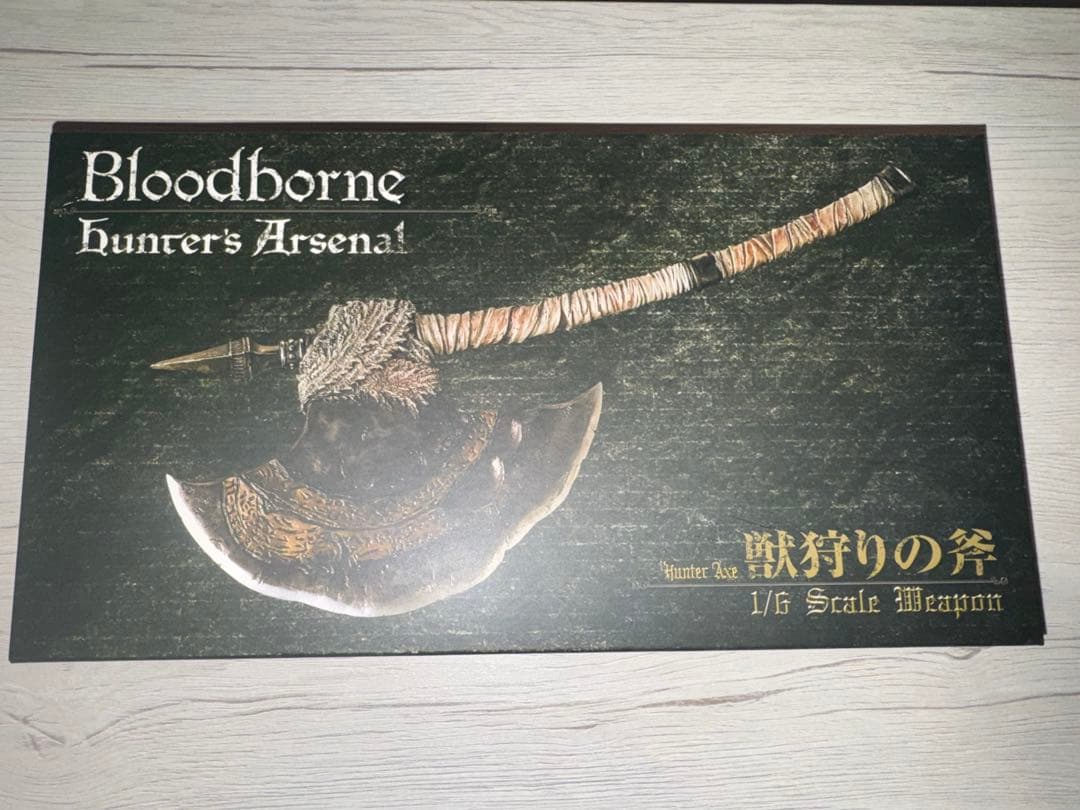 Bloodborne
Hunter's Arsenal
Hunter Axe 獣狩りの斧
1/6 Scale Weapon